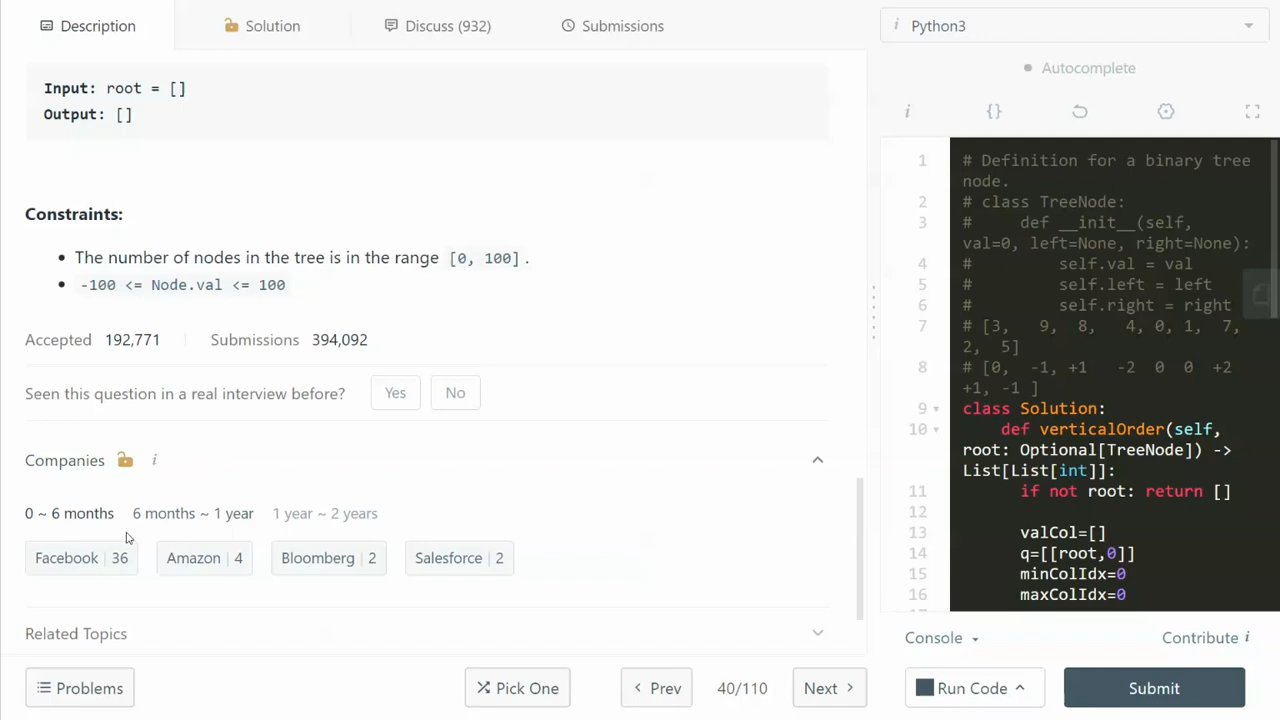 Description
Solution
Discuss (932)
Submissions
Input: root = []
Output: []
Constraints:
• The number of nodes in the tree is in the range [0, 100].
• -100 <= Node.val <= 100
Accepted 192,771 Submissions 394,092
Seen this question in a real interview before? Yes No
Companies i
0 ~ 6 months 6 months ~ 1 year 1 year ~ 2 years
Facebook | 36 Amazon | 4 Bloomberg | 2 Salesforce | 2
Related Topics
Problems Pick One Prev 40/110 Next
i Python3
Autocomplete
i {}
1 # Definition for a binary tree
node.
2 # class TreeNode:
3 #     def __init__(self,
val=0, left=None, right=None):
4 #         self.val = val
5 #         self.left = left
6 #         self.right = right
7 # [3,  9,  8,   4, 0, 1,  7,
2,  5]
8 # [0,  -1, +1   -2  0  0  +2
+1, -1 ]
9 class Solution:
10     def verticalOrder(self,
root: Optional[TreeNode]) ->
List[List[int]]:
11         if not root: return []
12
13         valCol=[]
14         q=[[root,0]]
15         minColIdx=0
16         maxColIdx=0
Console Contribute i
Run Code Submit